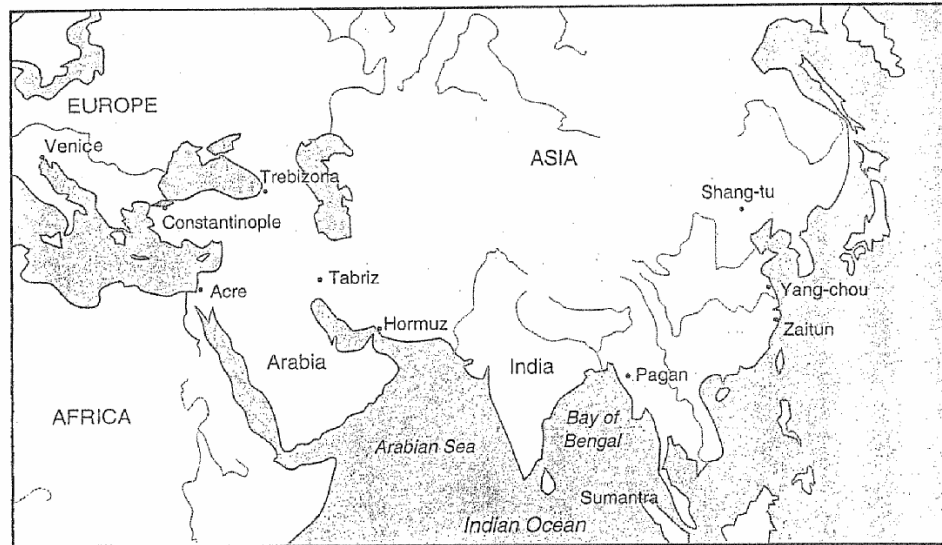 EUROPE
Venice
ASIA
Trebizona
Shang-tu
Constantinople
Tabriz
Acre
Yang-chou
Hormuz
Zaitun
Arabia
India
Pagan
AFRICA
Bay of
Bengal
Arabian Sea
Sumantra
Indian Ocean